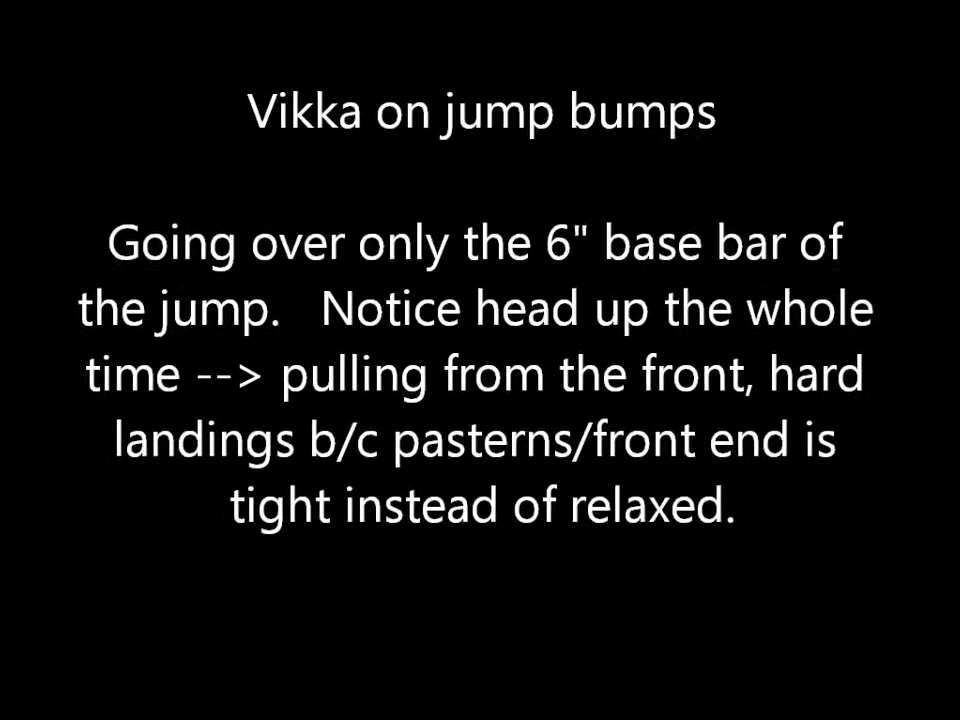 Vikka on jump bumps
Going over only the 6" base bar of
the jump.   Notice head up the whole
time --> pulling from the front, hard
landings b/c pasterns/front end is
tight instead of relaxed.